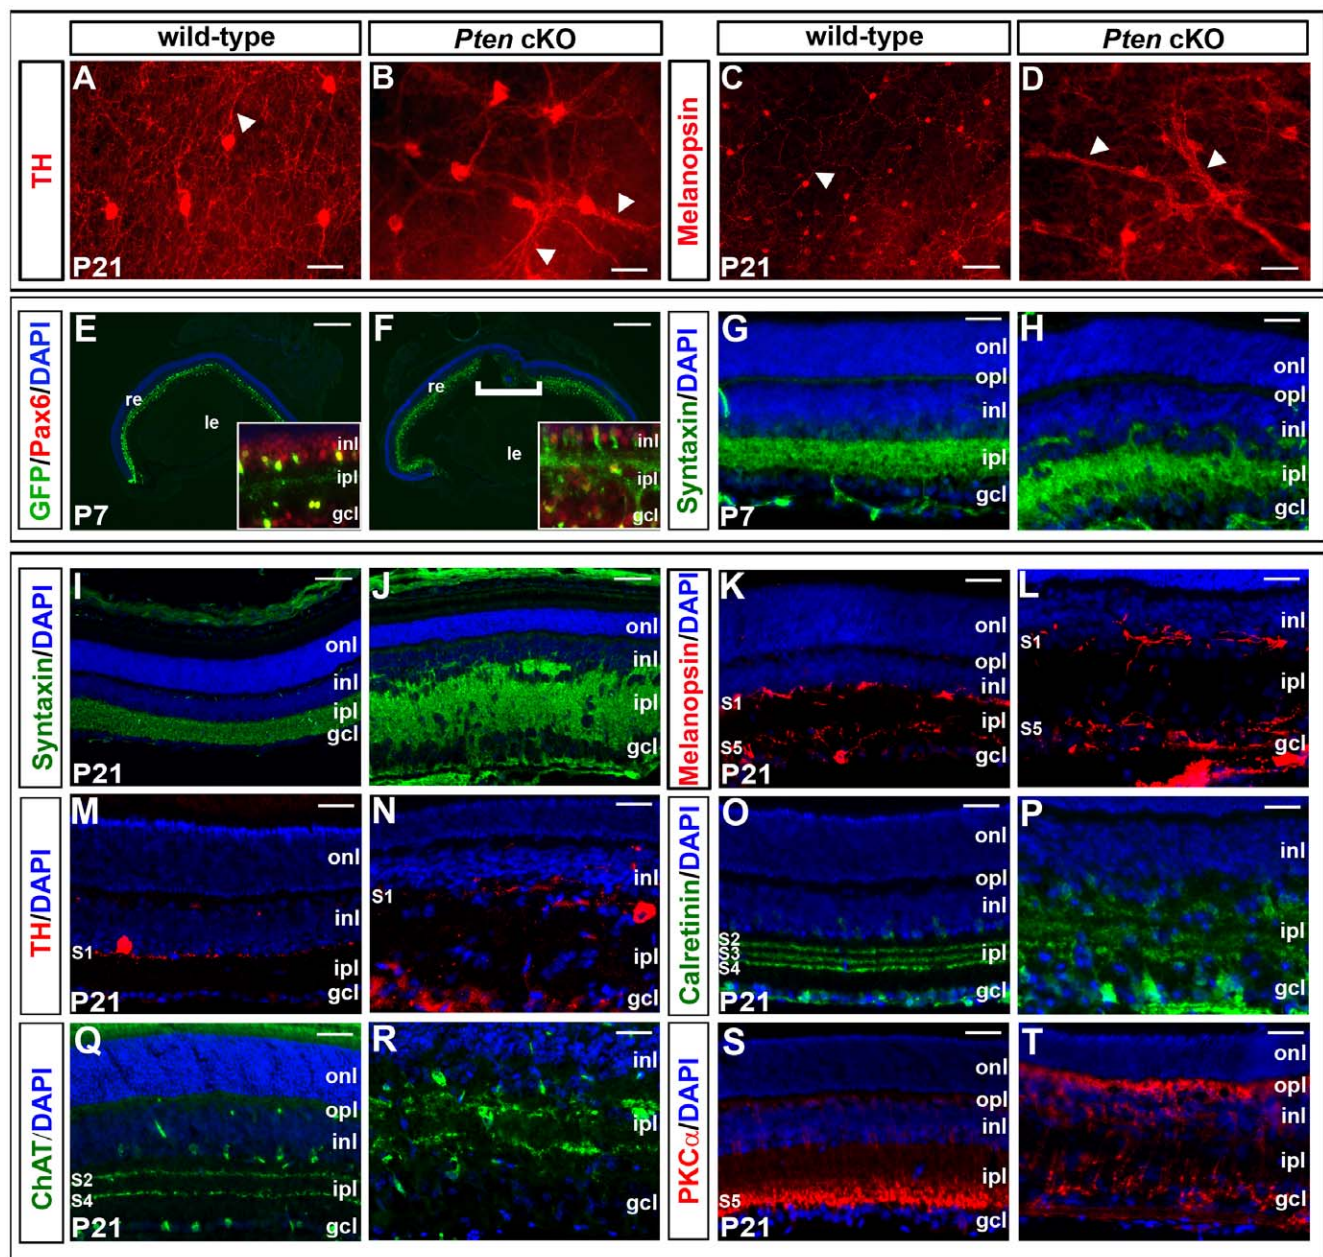 wild-type
Pten cKO
wild-type
Pten cKO
TH
A
P21
B
Melanopsin
C
P21
D
GFP/Pax6/DAPI
E
re
le
P7
inl
ipl
gcl
F
re
le
inl
ipl
gcl
Syntaxin/DAPI
G
onl
opl
inl
ipl
gcl
P7
H
onl
opl
inl
ipl
gcl
Syntaxin/DAPI
I
onl
inl
ipl
gcl
P21
J
onl
inl
ipl
gcl
Melanopsin/DAPI
K
onl
opl
inl
S1
ipl
S5
gcl
P21
L
inl
S1
ipl
S5
gcl
TH/DAPI
M
onl
inl
S1
ipl
gcl
P21
N
inl
S1
ipl
gcl
Calretinin/DAPI
O
onl
opl
inl
S2
S3
S4
ipl
gcl
P21
P
inl
ipl
gcl
ChAT/DAPI
Q
onl
opl
inl
S2
S4
ipl
gcl
P21
R
inl
ipl
gcl
PKCα/DAPI
S
onl
opl
inl
ipl
S5
gcl
P21
T
onl
opl
inl
ipl
gcl